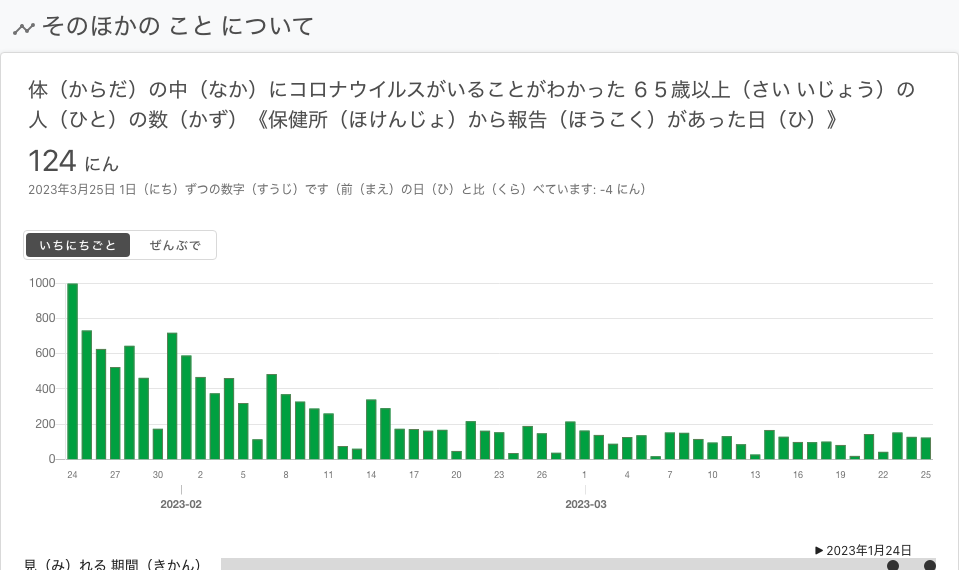 そのほかの こと について
体（からだ）の中（なか）にコロナウイルスがいることがわかった ６５歳以上（さい いじょう）の
人（ひと）の数（かず）《保健所（ほけんじょ）から報告（ほうこく）があった日（ひ）》
124 にん
2023年3月25日 1日（にち）ずつの数字（すうじ）です（前（まえ）の日（ひ）と比（くら）べています: -4 にん）
いちにちごと ぜんぶで
1000
800
600
400
200
0
24 27 30 2 5 8 11 14 17 20 23 26 1 4 7 10 13 16 19 22 25
2023-02 2023-03
▶ 2023年1月24日
見（み）れる 期間（きかん）